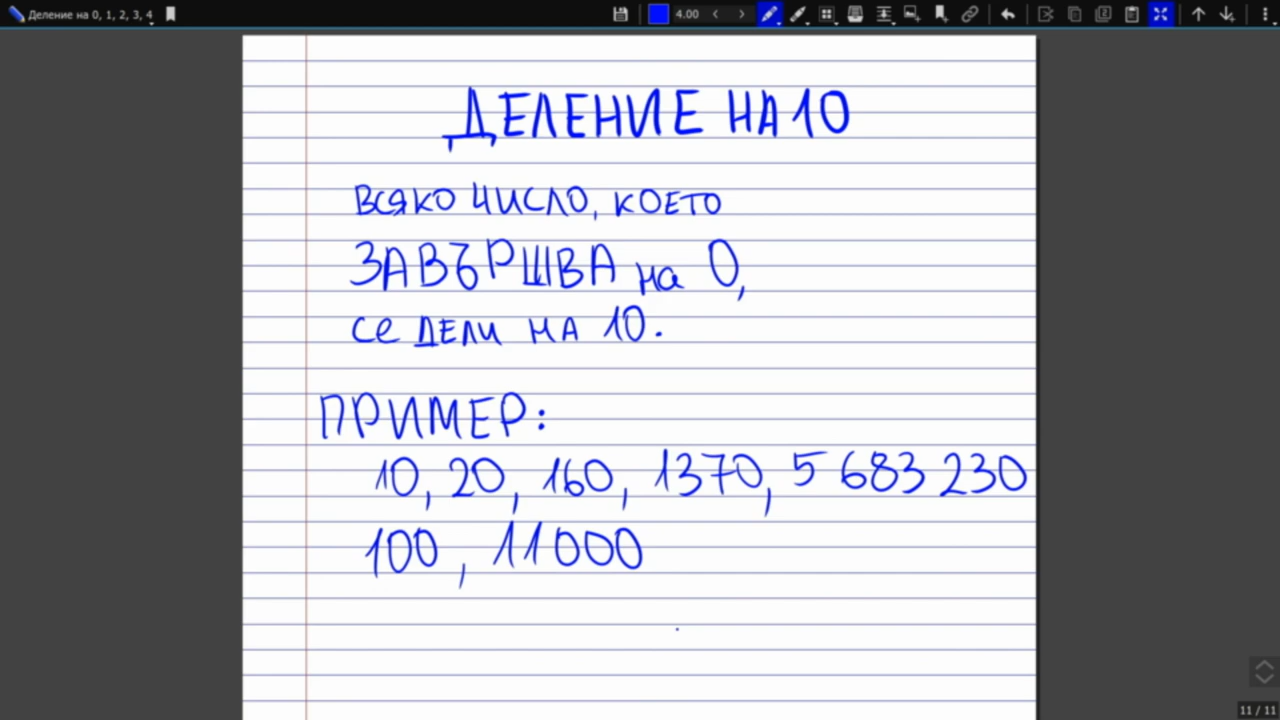 Деление на 0, 1, 2, 3, 4
4.00
ДЕЛЕНИЕ НА 10
ВСЯКО ЧИСЛО, КОЕТО
ЗАВЪРШВА на 0,
се ДЕЛИ НА 10.
ПРИМЕР:
10, 20, 160, 1370, 5 683 230
100, 11000
11 / 11